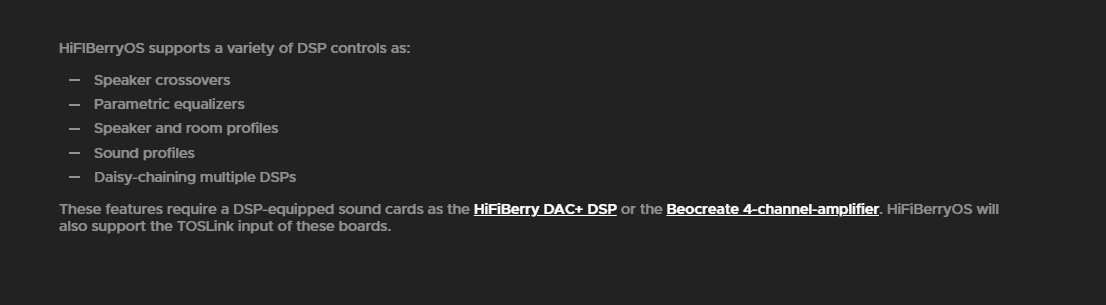 HiFIBerryOS supports a variety of DSP controls as:
— Speaker crossovers
— Parametric equalizers
— Speaker and room profiles
— Sound profiles
— Daisy-chaining multiple DSPs
These features require a DSP-equipped sound cards as the HiFiBerry DAC+ DSP or the Beocreate 4-channel-amplifier. HiFiBerryOS will
also support the TOSLink input of these boards.